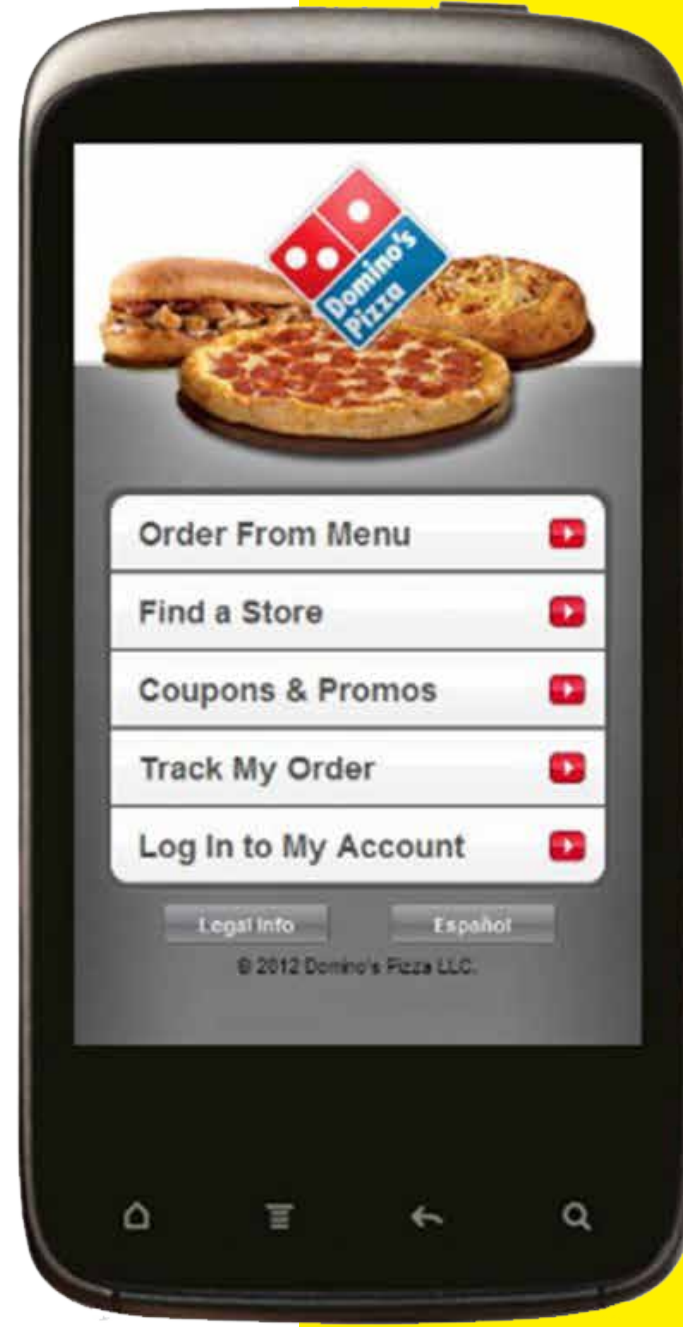 Domino's
Pizza
Order From Menu
Find a Store
Coupons & Promos
Track My Order
Log In to My Account
Legal Info
Español
© 2012 Domino's Pizza LLC.